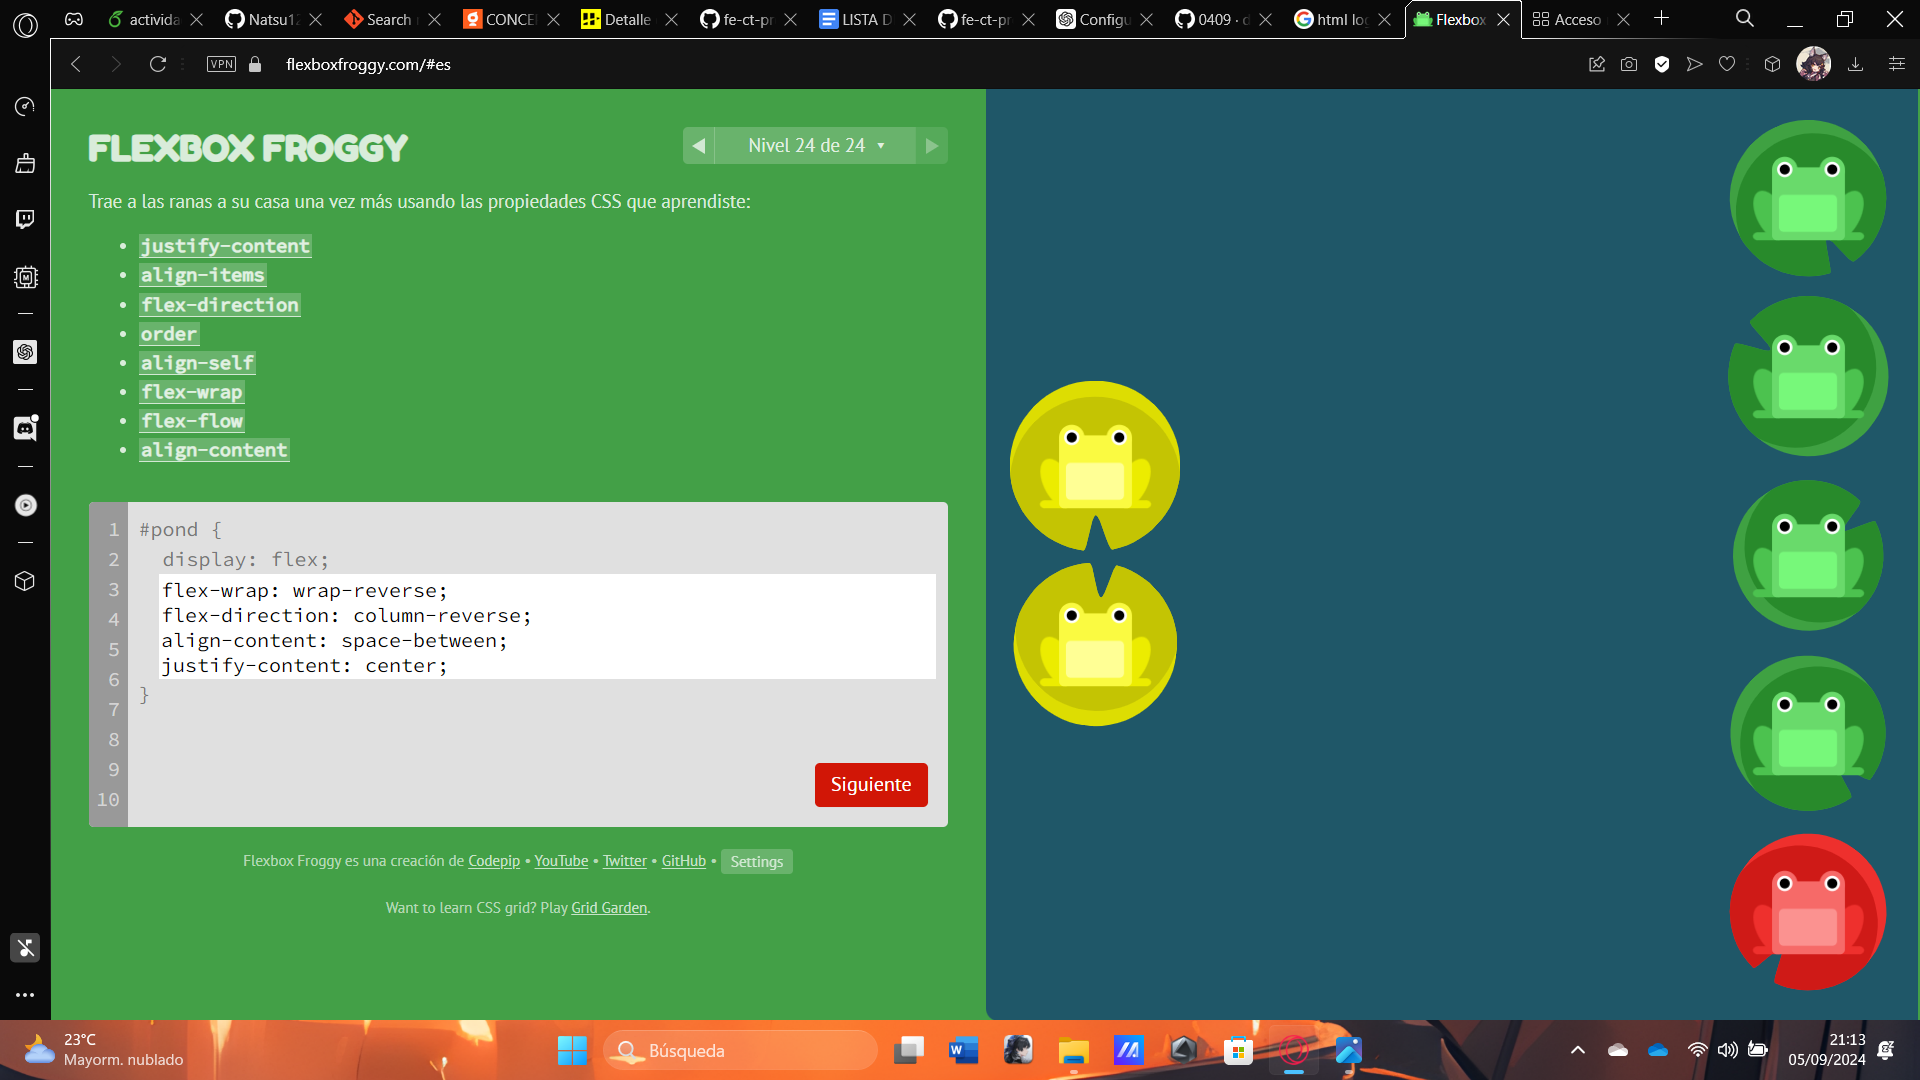 activida
Natsu12
Search
CONCE
Detalle
fe-ct-pr
LISTA D
fe-ct-pr
Configu
0409 · d
html log
Flexbox
Acceso
VPN
flexboxfroggy.com/#es
FLEXBOX FROGGY
Nivel 24 de 24
Trae a las ranas a su casa una vez más usando las propiedades CSS que aprendiste:
• justify-content
• align-items
• flex-direction
• order
• align-self
• flex-wrap
• flex-flow
• align-content
1 #pond {
2 display: flex;
3 flex-wrap: wrap-reverse;
4 flex-direction: column-reverse;
5 align-content: space-between;
6 justify-content: center;
7 }
8
9
10
Siguiente
Flexbox Froggy es una creación de Codepip • YouTube • Twitter • GitHub • Settings
Want to learn CSS grid? Play Grid Garden.
23°C
Mayorm. nublado
Búsqueda
21:13
05/09/2024